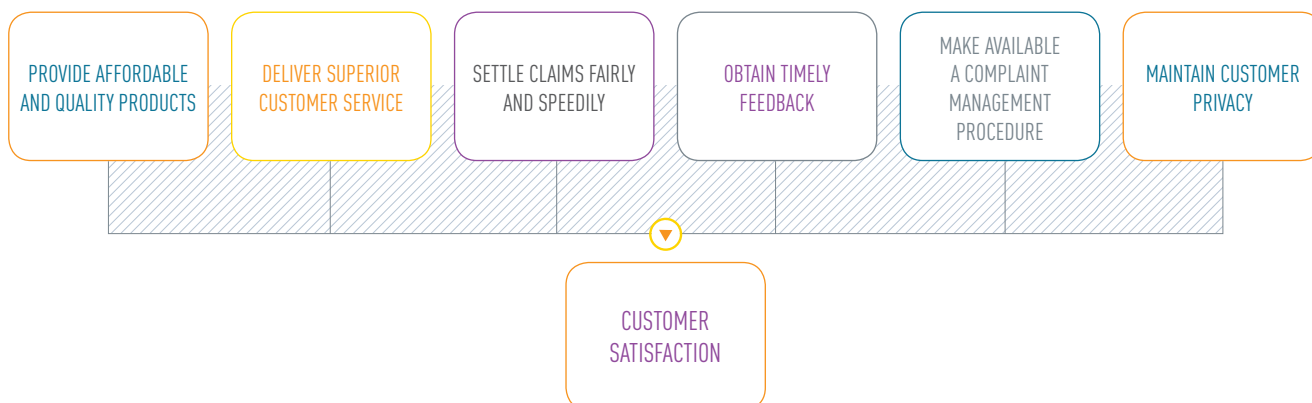 PROVIDE AFFORDABLE
AND QUALITY PRODUCTS
DELIVER SUPERIOR
CUSTOMER SERVICE
SETTLE CLAIMS FAIRLY
AND SPEEDILY
OBTAIN TIMELY
FEEDBACK
MAKE AVAILABLE
A COMPLAINT
MANAGEMENT
PROCEDURE
MAINTAIN CUSTOMER
PRIVACY
CUSTOMER
SATISFACTION